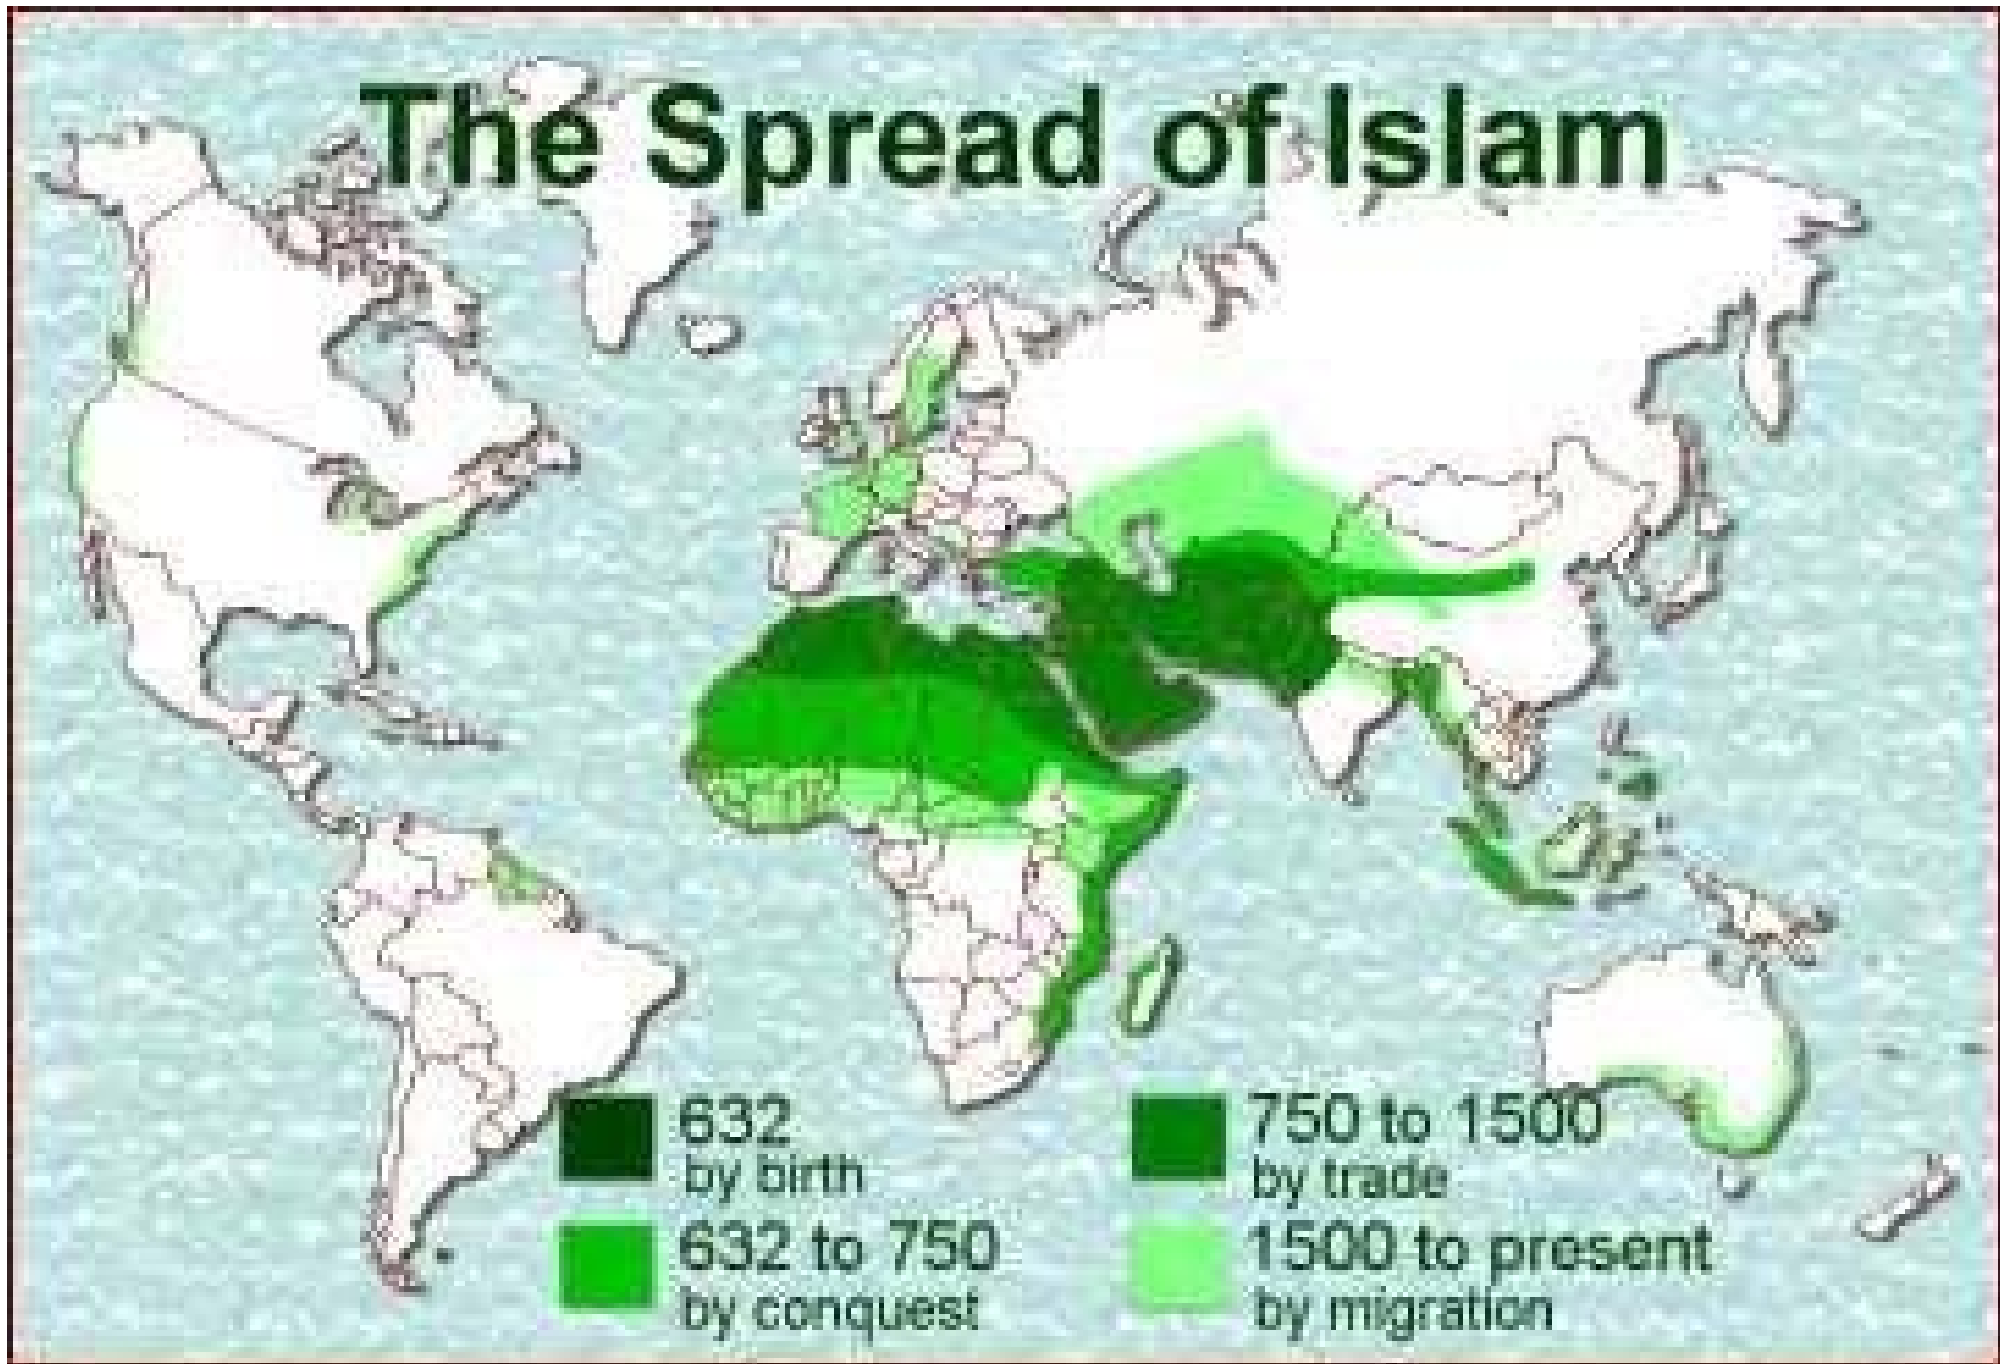 The Spread of Islam
632
by birth
632 to 750
by conquest
750 to 1500
by trade
1500 to present
by migration